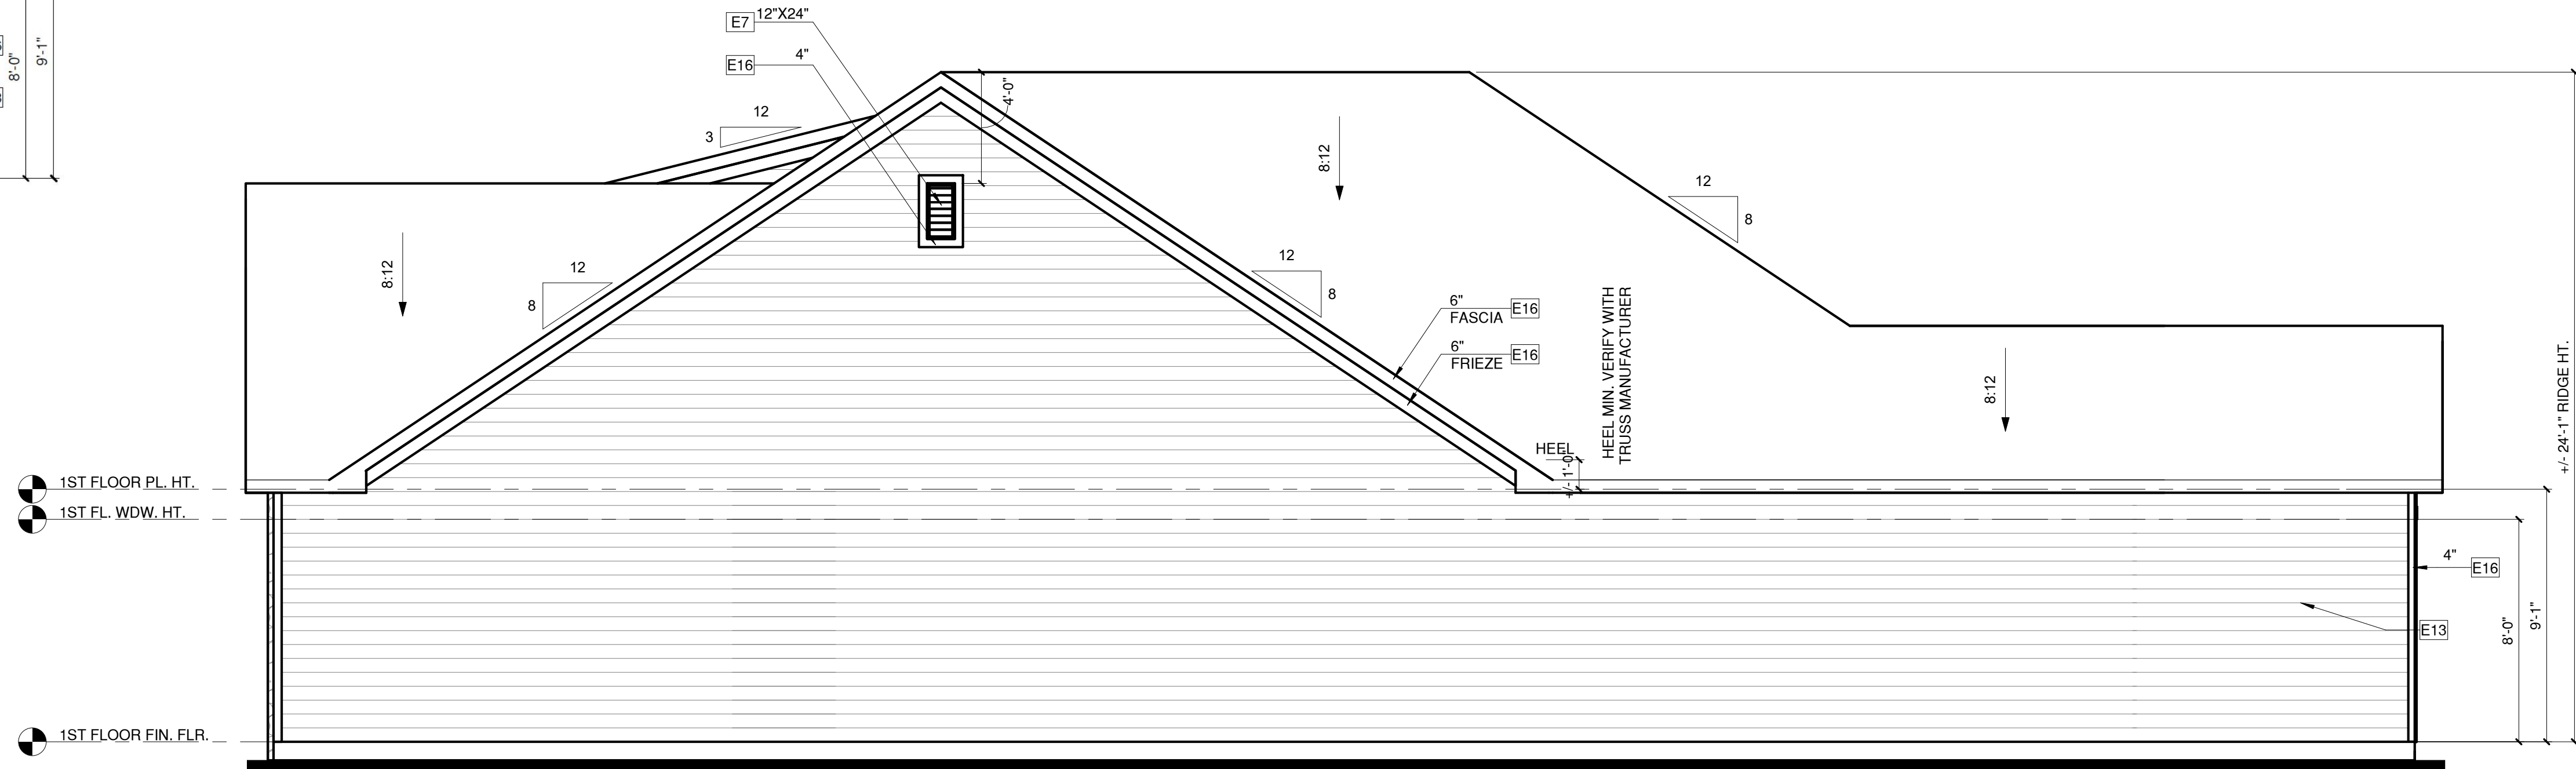 8'-0"
9'-1"
E7 12"X24"
E16 4"
4'-0"
12
3
8:12
12
8
12
8
8:12
12
8
8:12
6"
FASCIA E16
6"
FRIEZE E16
HEEL MIN. VERIFY WITH
TRUSS MANUFACTURER
HEEL
+/- 1'-0"
+/- 24'-1" RIDGE HT.
1ST FLOOR PL. HT.
1ST FL. WDW. HT.
4"
E16
E13
8'-0"
9'-1"
1ST FLOOR FIN. FLR.